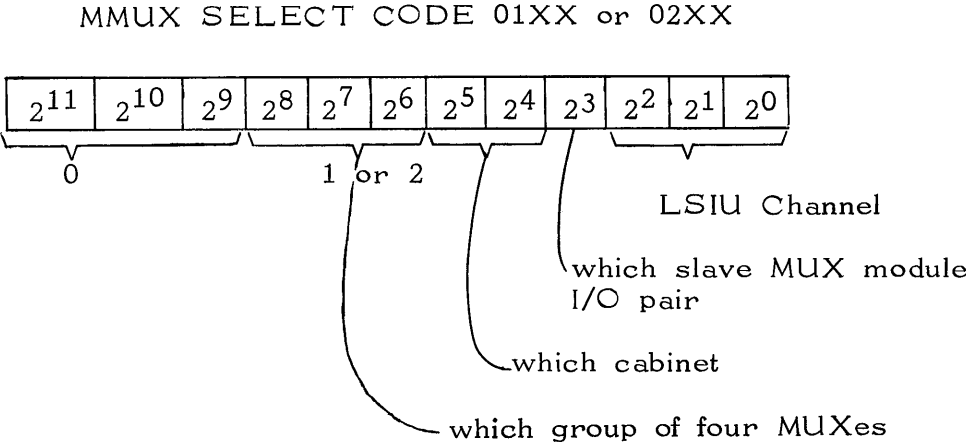 MMUX SELECT CODE 01XX or 02XX
2^11 2^10 2^9 2^8 2^7 2^6 2^5 2^4 2^3 2^2 2^1 2^0
0 1 or 2
LSIU Channel
which slave MUX module
I/O pair
which cabinet
which group of four MUXes